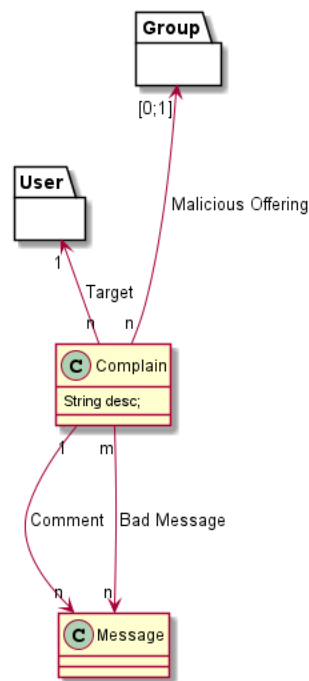 Group
[0;1]
Malicious Offering
User
1
Target
n
n
C Complain
String desc;
1
m
Comment
Bad Message
n
n
C Message